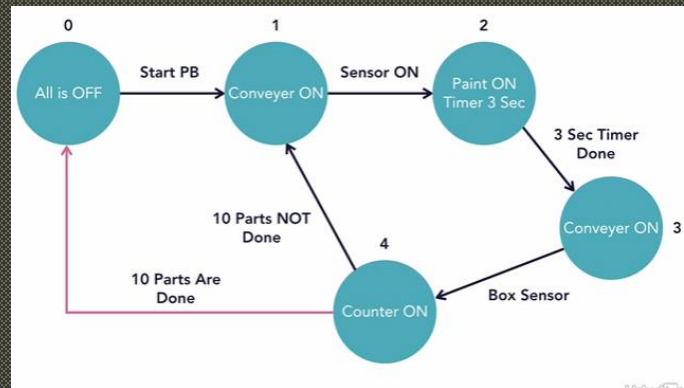 0
1
2
All is OFF
Start PB
Conveyer ON
Sensor ON
Paint ON
Timer 3 Sec
3 Sec Timer
Done
Conveyer ON
3
Box Sensor
4
Counter ON
10 Parts NOT
Done
10 Parts Are
Done